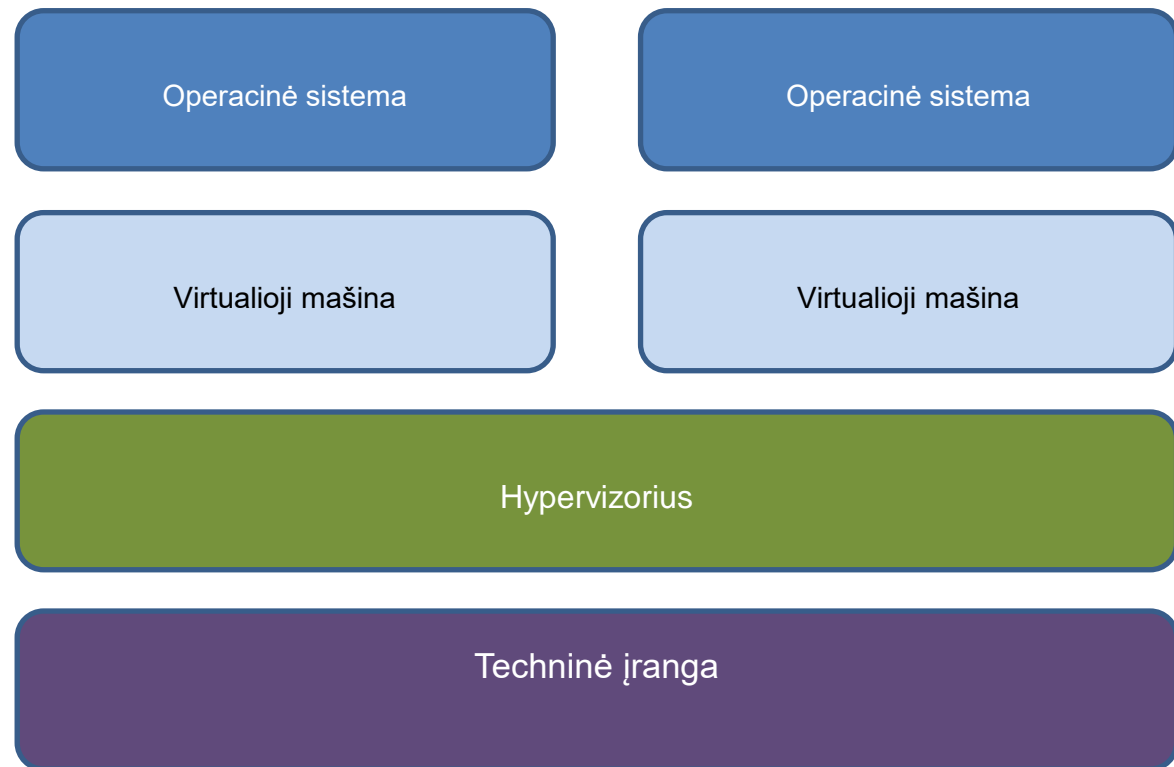 Operacinė sistema
Operacinė sistema
Virtualioji mašina
Virtualioji mašina
Hypervizorius
Techninė įranga